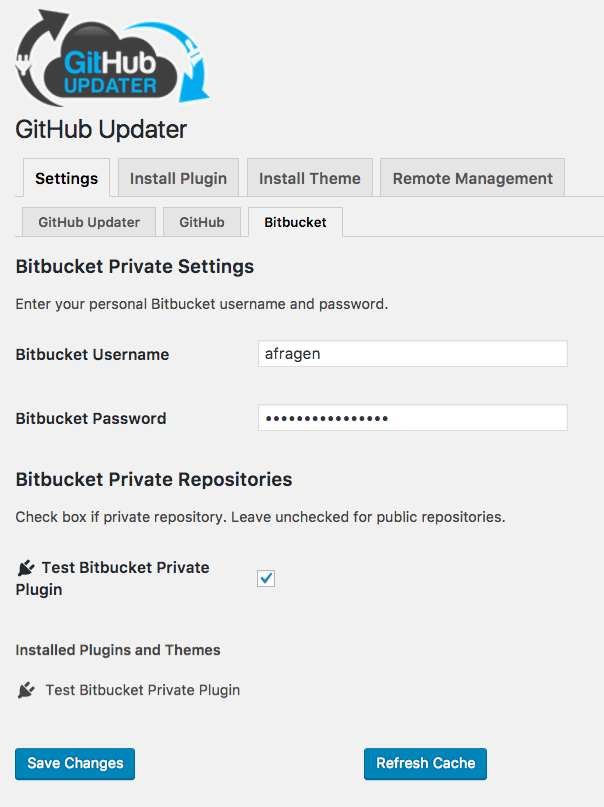 GitHub
UPDATER
GitHub Updater
Settings Install Plugin Install Theme Remote Management
GitHub Updater GitHub Bitbucket
Bitbucket Private Settings
Enter your personal Bitbucket username and password.
Bitbucket Username afragen
Bitbucket Password ••••••••••••••••
Bitbucket Private Repositories
Check box if private repository. Leave unchecked for public repositories.
Test Bitbucket Private
Plugin
Installed Plugins and Themes
Test Bitbucket Private Plugin
Save Changes Refresh Cache